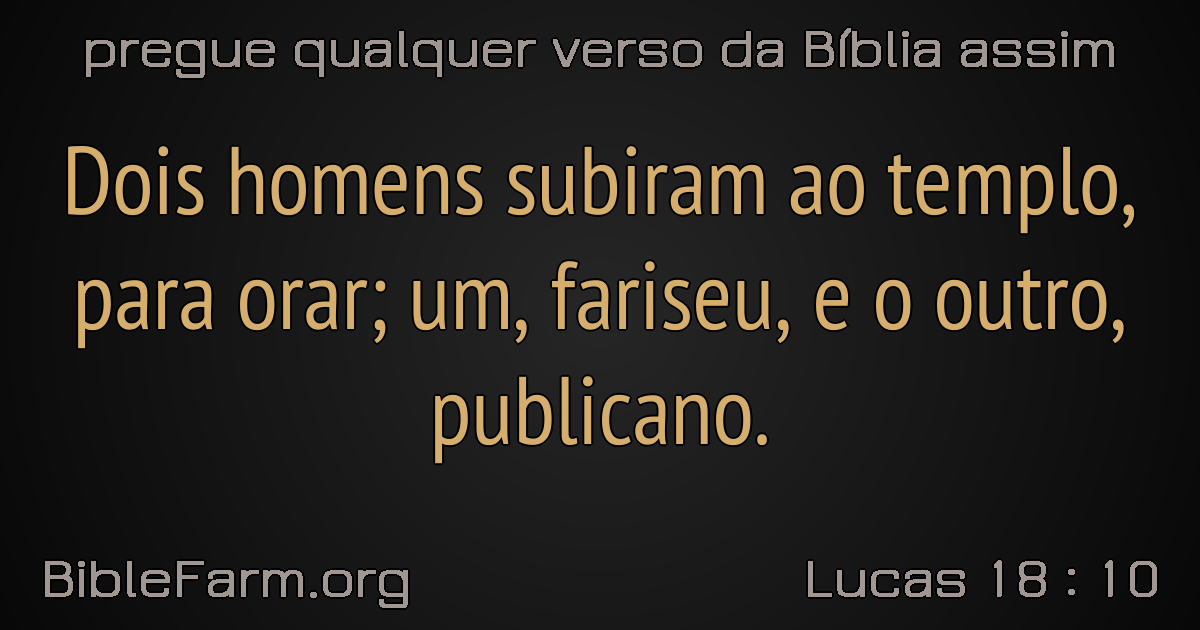 pregue qualquer verso da Bíblia assim
Dois homens subiram ao templo,
para orar; um, fariseu, e o outro,
publicano.
BibleFarm.org
Lucas 18 : 10